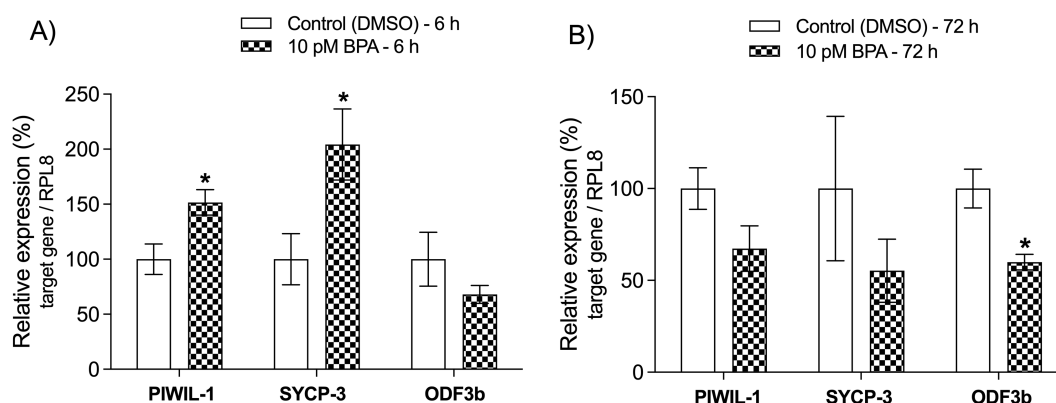 A)
Control (DMSO) - 6 h
10 pM BPA - 6 h
Relative expression (%)
target gene / RPL8
250
200
150
100
50
0
*
*
PIWIL-1
SYCP-3
ODF3b
B)
Control (DMSO) - 72 h
10 pM BPA - 72 h
Relative expression (%)
target gene / RPL8
150
100
50
0
*
PIWIL-1
SYCP-3
ODF3b